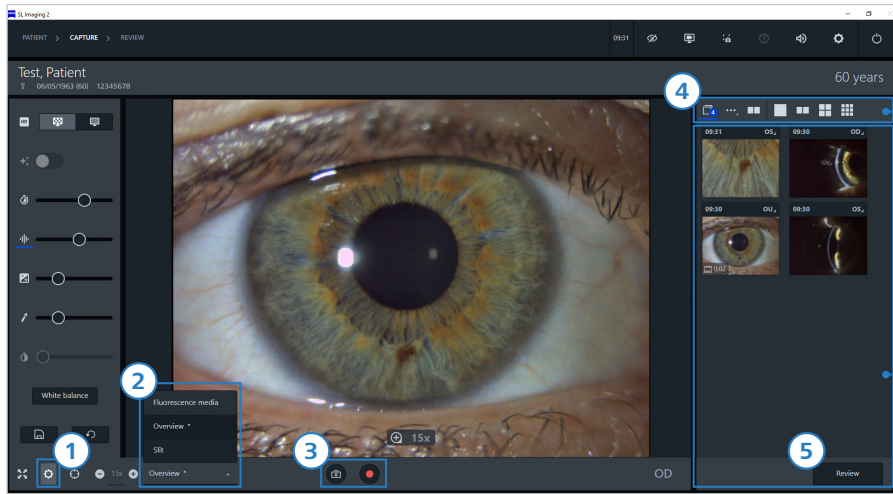 SL Imaging 2
PATIENT > CAPTURE > REVIEW
09:31
Test, Patient
06/05/1963 (60) 12345678
60 years
4
4
HD
09:31 OS
09:30 OD
09:30 OU
0:02
09:30 OS
White balance
2
Fluorescence media
Overview *
Slit
15x
1
3
5
15x
Overview *
OD
Review